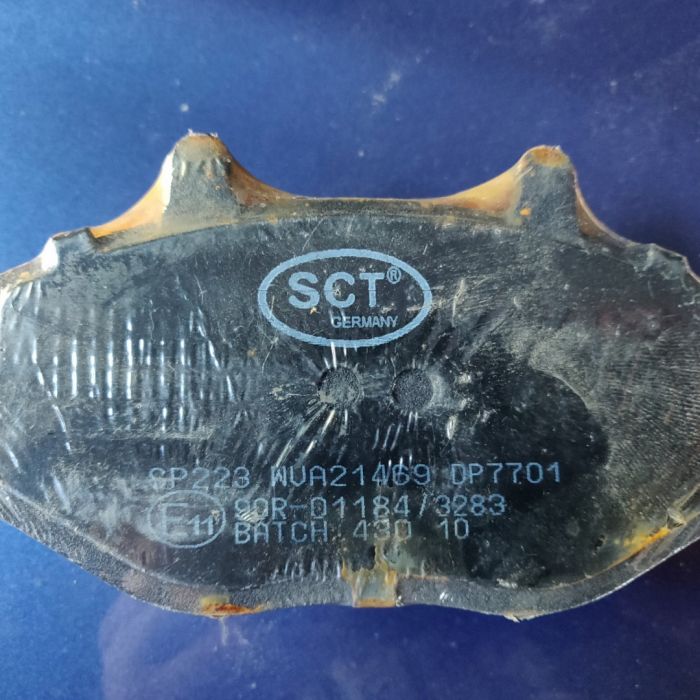 SCT®
GERMANY
SP223 WVA21469 DP7701
E11 90R-01184/3283
BATCH 430 10